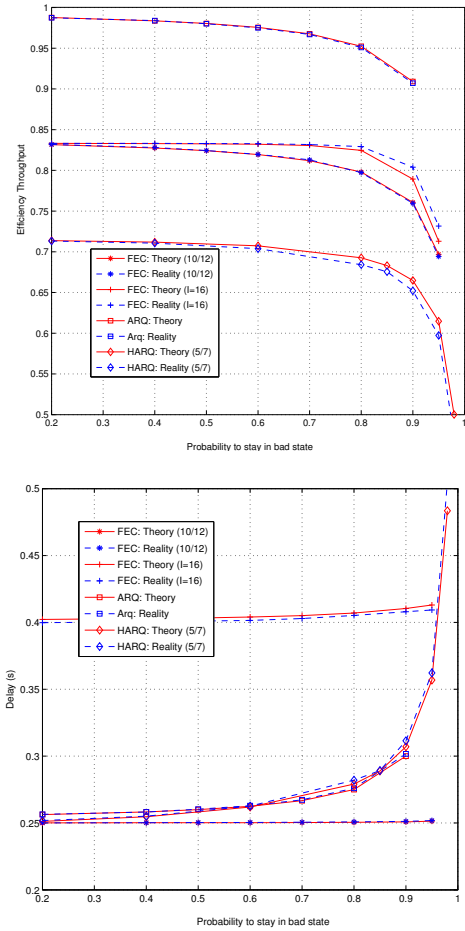 1
0.95
0.9
0.85
0.8
0.75
0.7
0.65
0.6
0.55
0.5
Efficiency Throughput
FEC: Theory (10/12)
FEC: Reality (10/12)
FEC: Theory (I=16)
FEC: Reality (I=16)
ARQ: Theory
Arq: Reality
HARQ: Theory (5/7)
HARQ: Reality (5/7)
0.2 0.3 0.4 0.5 0.6 0.7 0.8 0.9 1
Probability to stay in bad state
0.5
0.45
0.4
0.35
0.3
0.25
0.2
Delay (s)
FEC: Theory (10/12)
FEC: Reality (10/12)
FEC: Theory (I=16)
FEC: Reality (I=16)
ARQ: Theory
Arq: Reality
HARQ: Theory (5/7)
HARQ: Reality (5/7)
0.2 0.3 0.4 0.5 0.6 0.7 0.8 0.9 1
Probability to stay in bad state